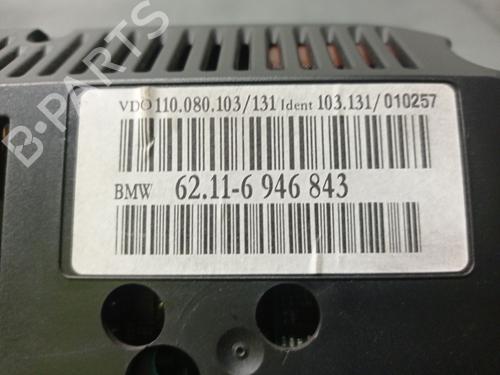 B-PARTS
VDO 110.080.103/131 Ident 103.131/010257
BMW 62.11-6 946 843